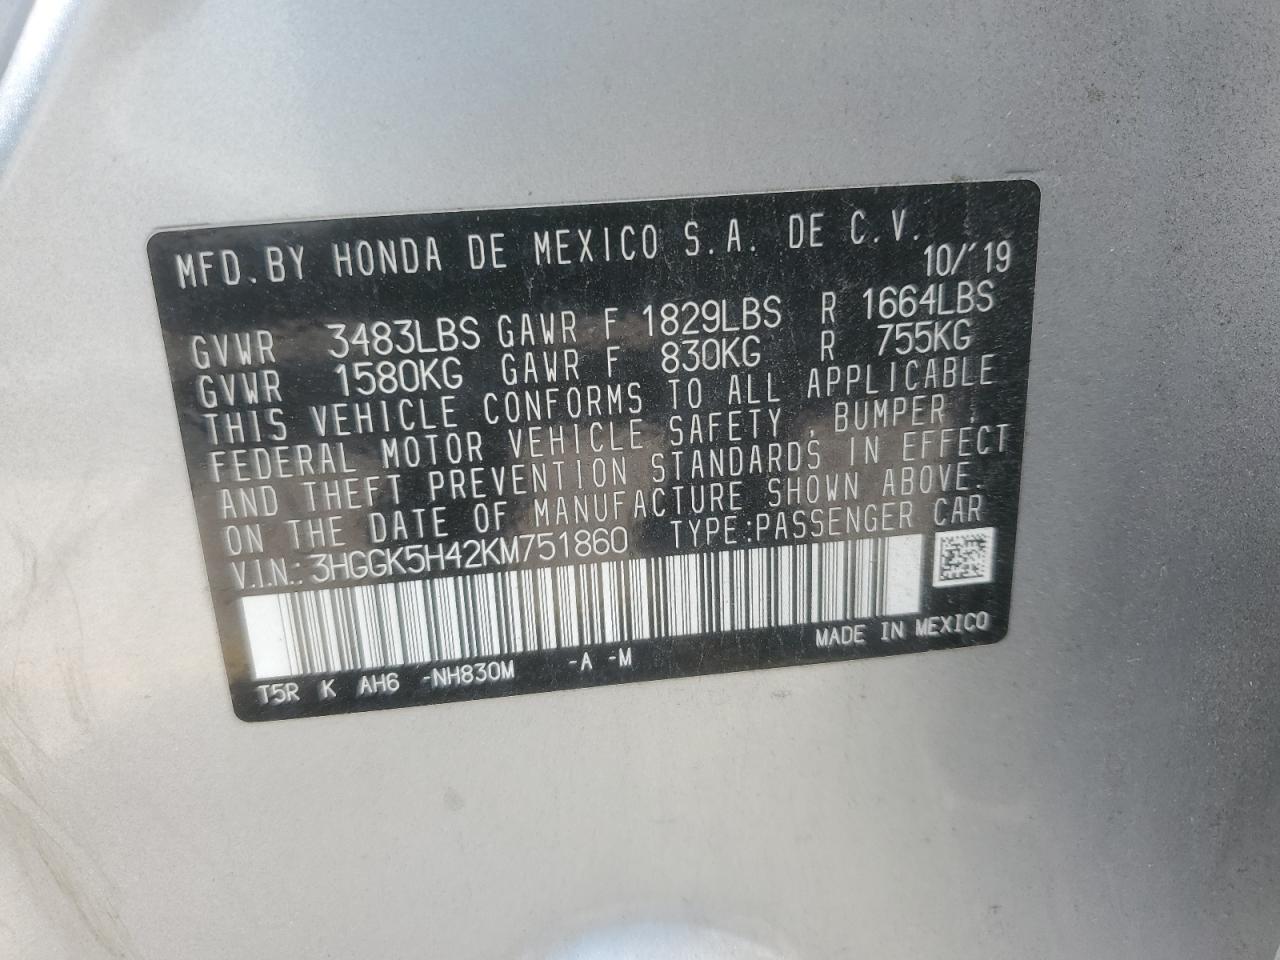 MFD. BY HONDA DE MEXICO S.A. DE C.V.
10/'19
GVWR 3483LBS GAWR F 1829LBS R 1664LBS
GVWR 1580KG GAWR F 830KG R 755KG
THIS VEHICLE CONFORMS TO ALL APPLICABLE
FEDERAL MOTOR VEHICLE SAFETY, BUMPER,
AND THEFT PREVENTION STANDARDS IN EFFECT
ON THE DATE OF MANUFACTURE SHOWN ABOVE.
V.I.N.: 3HGGK5H42KM751860 TYPE:PASSENGER CAR
MADE IN MEXICO
T5R K AH6 -NH830M -A -M